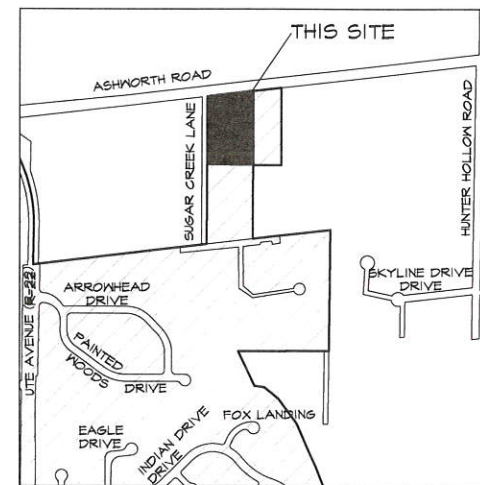 THIS SITE
ASHWORTH ROAD
SUGAR CREEK LANE
HUNTER HOLLOW ROAD
SKYLINE DRIVE
DRIVE
UTE AVENUE (R-22)
ARROWHEAD
DRIVE
PAINTED
WOODS
DRIVE
FOX LANDING
EAGLE
DRIVE
INDIAN DRIVE
DRIVE